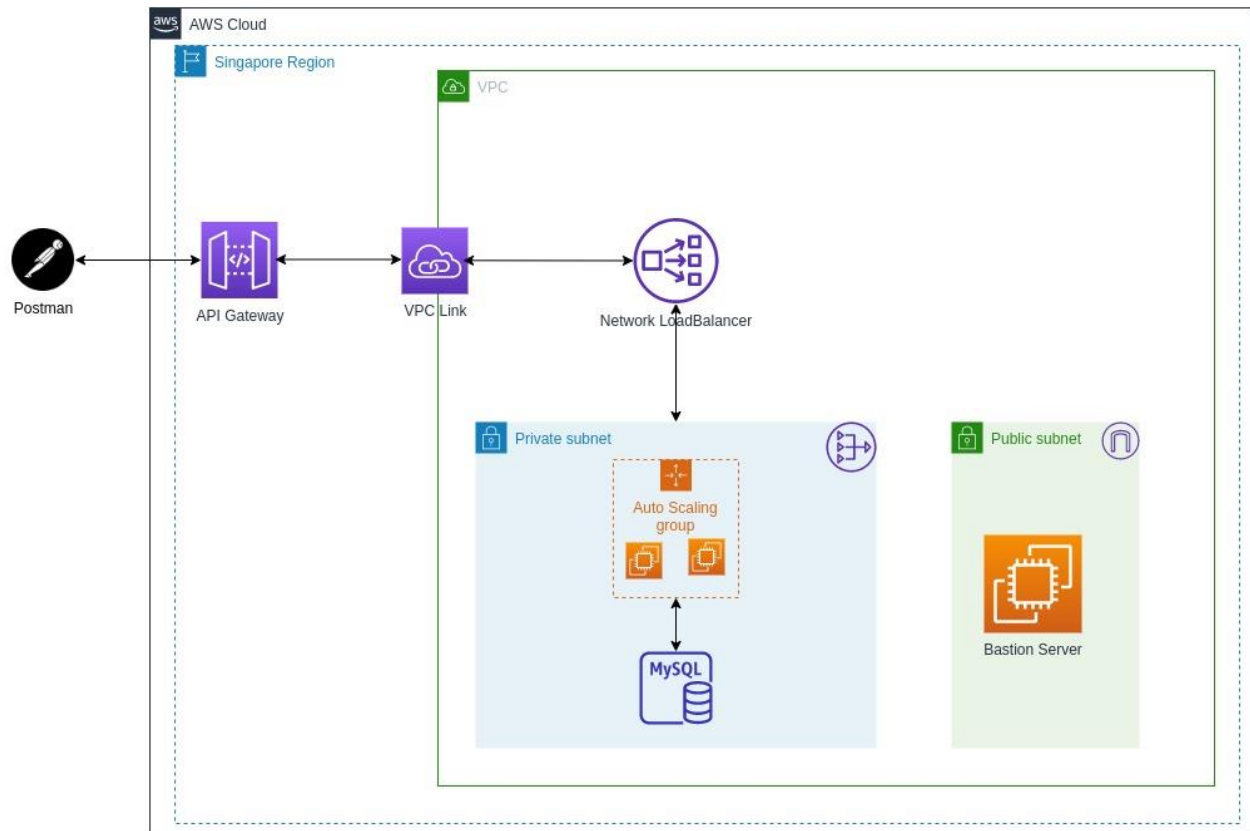 aws
AWS Cloud
Singapore Region
VPC
</>
Postman
API Gateway
VPC Link
Network LoadBalancer
Private subnet
Public subnet
Auto Scaling
group
Bastion Server
MySQL